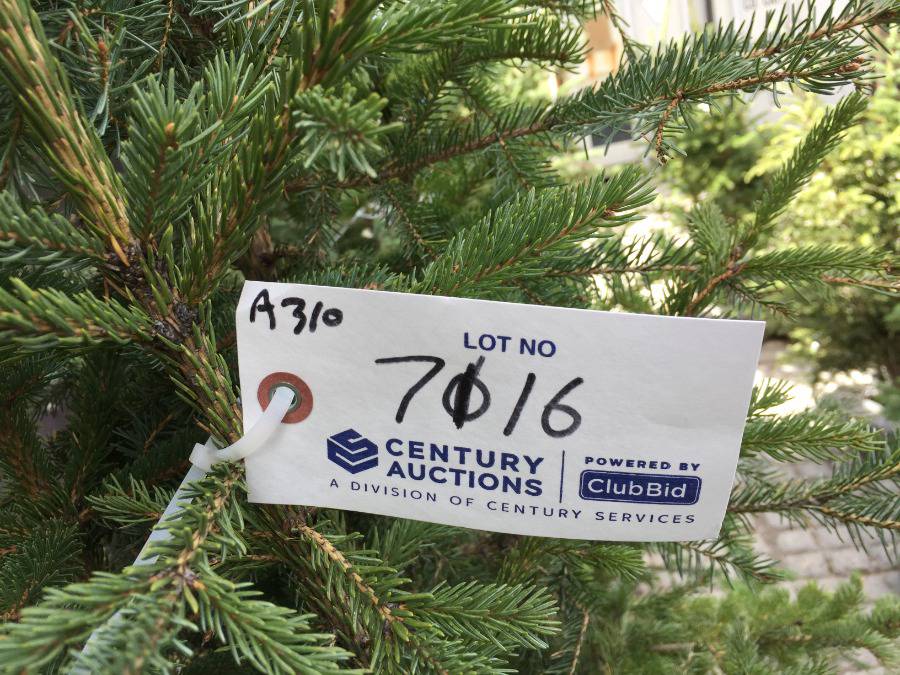 A310
LOT NO
7016
CENTURY
AUCTIONS
A DIVISION OF CENTURY SERVICES
POWERED BY
ClubBid